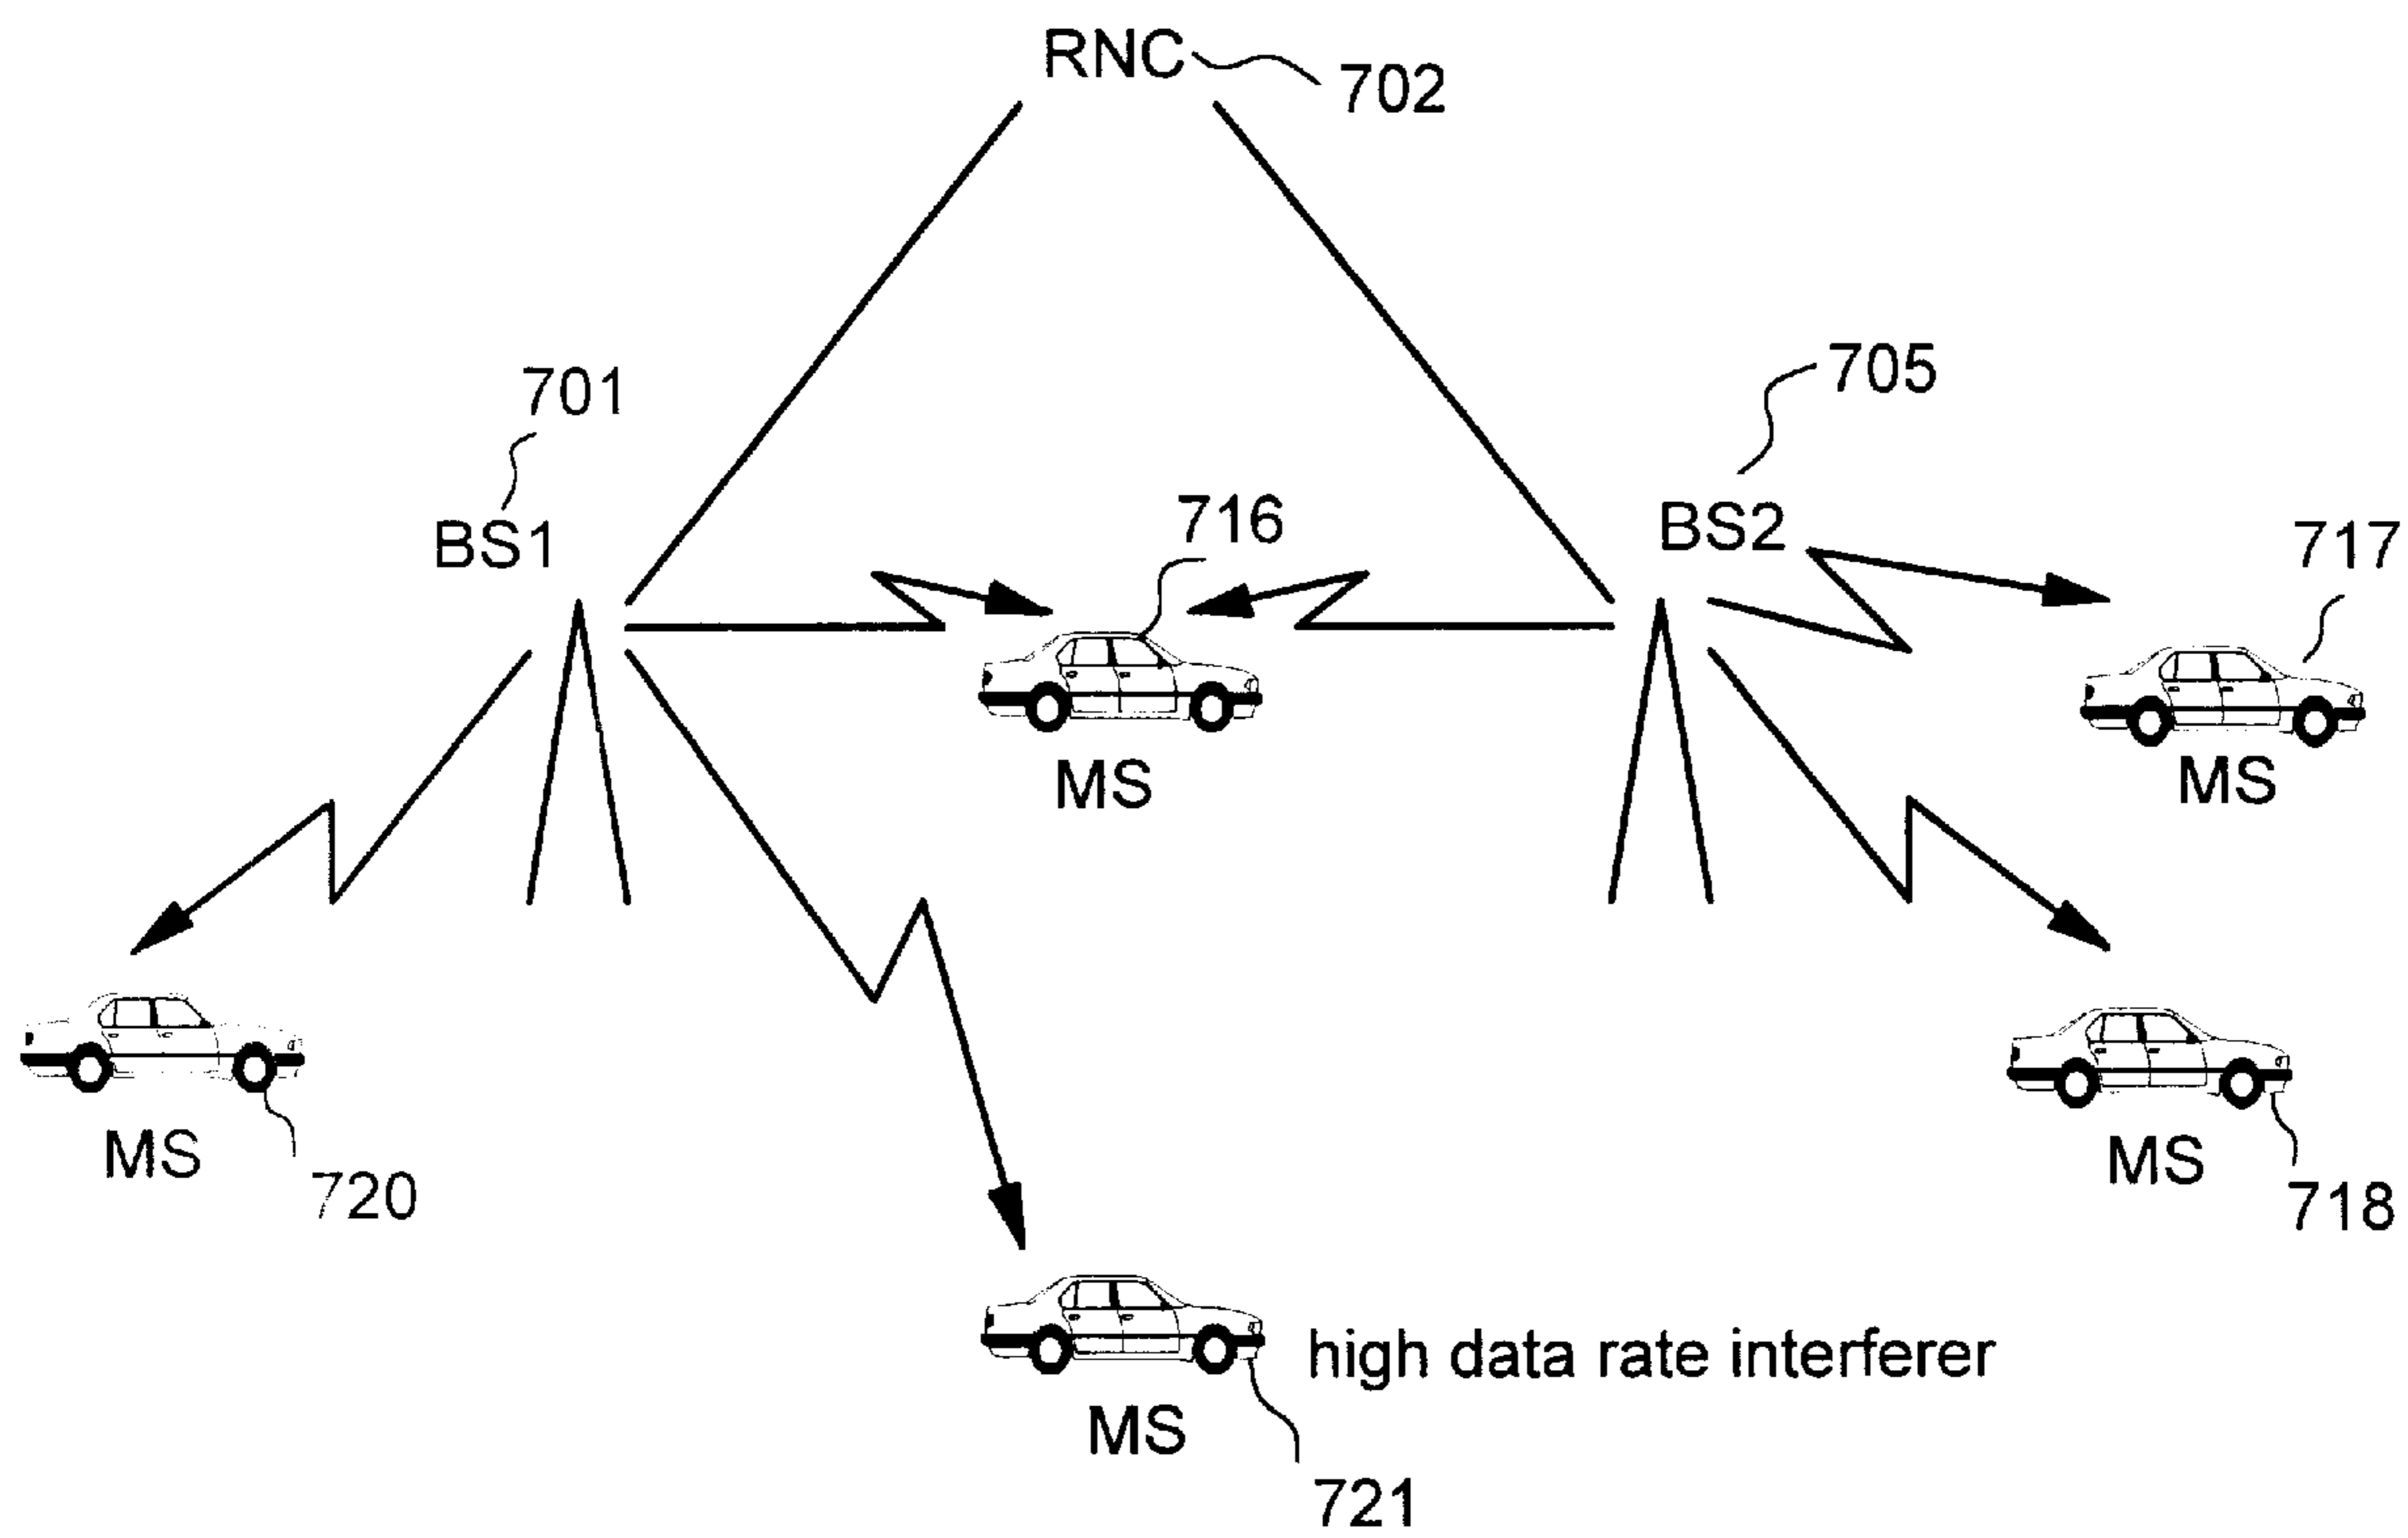 RNC
702
701
705
BS1
716
BS2
717
MS
MS
MS
720
MS
718
high data rate interferer
MS
721